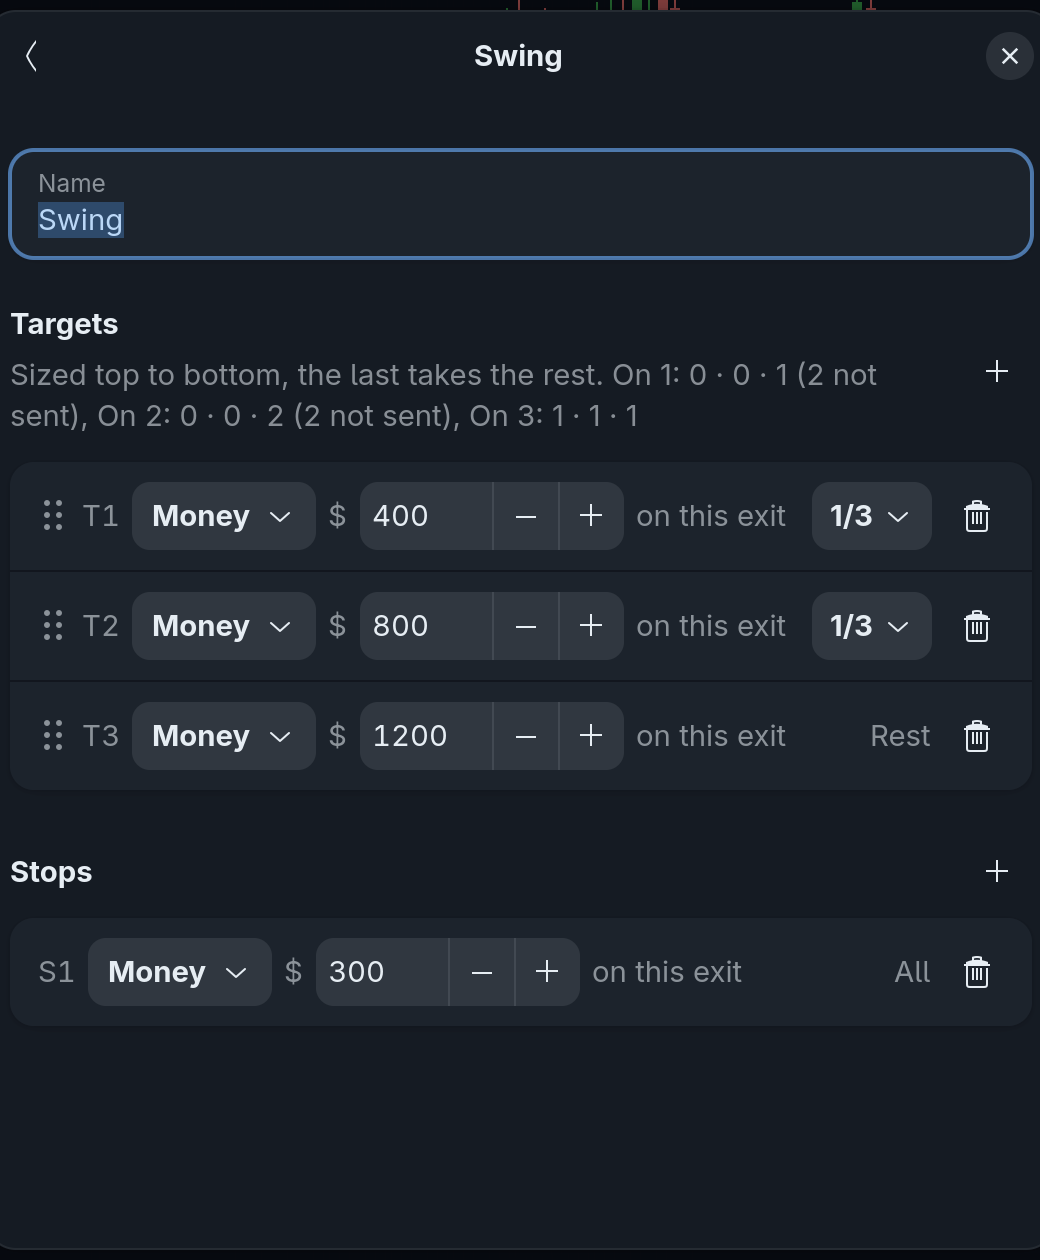 Swing
Name
Swing
Targets
Sized top to bottom, the last takes the rest. On 1: 0 · 0 · 1 (2 not
sent), On 2: 0 · 0 · 2 (2 not sent), On 3: 1 · 1 · 1
T1 Money $ 400 on this exit 1/3
T2 Money $ 800 on this exit 1/3
T3 Money $ 1200 on this exit Rest
Stops
S1 Money $ 300 on this exit All